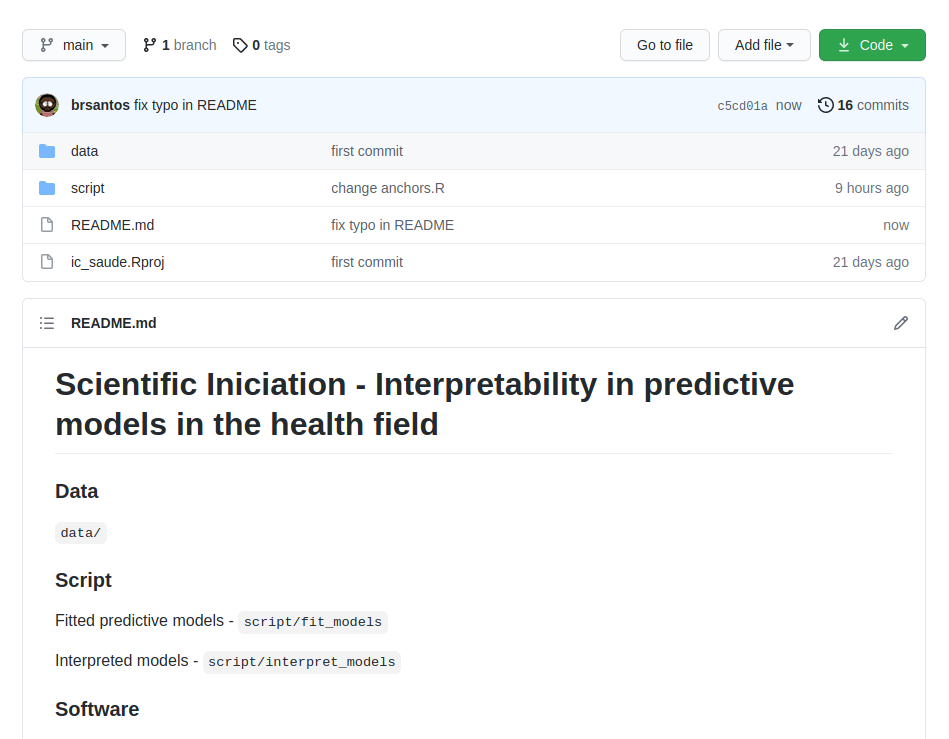 main 1 branch 0 tags Go to file Add file Code
brsantos fix typo in README c5cd01a now 16 commits
data first commit 21 days ago
script change anchors.R 9 hours ago
README.md fix typo in README now
ic_saude.Rproj first commit 21 days ago
README.md
Scientific Iniciation - Interpretability in predictive
models in the health field
Data
data/
Script
Fitted predictive models - script/fit_models
Interpreted models - script/interpret_models
Software